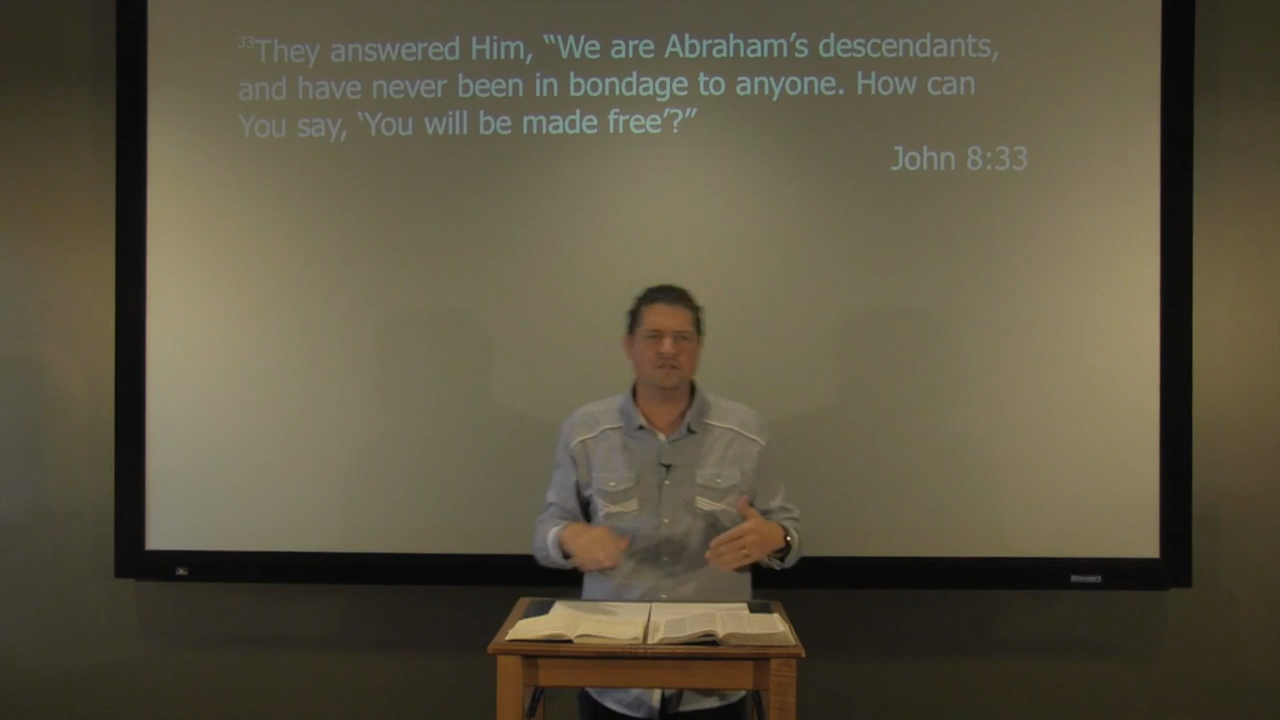 33They answered Him, “We are Abraham’s descendants,
and have never been in bondage to anyone. How can
You say, ‘You will be made free’?”
John 8:33